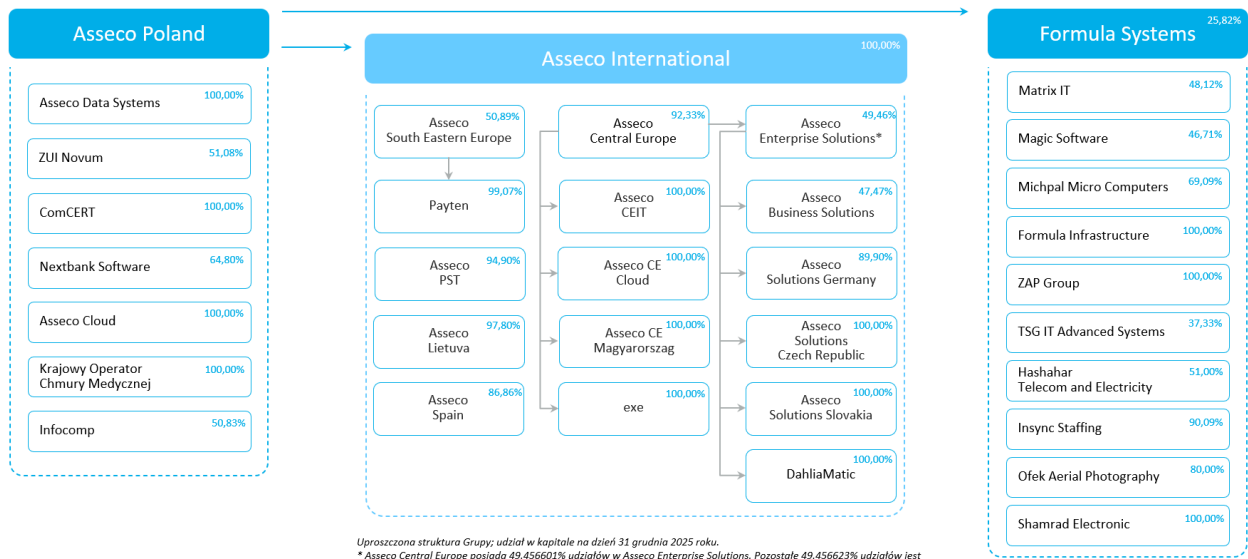 Asseco Poland
Asseco Data Systems
100,00%
ZUI Novum
51,08%
ComCERT
100,00%
Nextbank Software
64,80%
Asseco Cloud
100,00%
Krajowy Operator
Chmury Medycznej
100,00%
Infocomp
50,83%
Asseco International
100,00%
Asseco
South Eastern Europe
50,89%
Payten
99,07%
Asseco
PST
94,90%
Asseco
Lietuva
97,80%
Asseco
Spain
86,86%
Asseco
Central Europe
92,33%
Asseco
CEIT
100,00%
Asseco CE
Cloud
100,00%
Asseco CE
Magyarorszag
100,00%
exe
100,00%
Asseco
Enterprise Solutions*
49,46%
Asseco
Business Solutions
47,47%
Asseco
Solutions Germany
89,90%
Asseco
Solutions
Czech Republic
100,00%
Asseco
Solutions Slovakia
100,00%
DahliaMatic
100,00%
Formula Systems
25,82%
Matrix IT
48,12%
Magic Software
46,71%
Michpal Micro Computers
69,09%
Formula Infrastructure
100,00%
ZAP Group
100,00%
TSG IT Advanced Systems
37,33%
Hashahar
Telecom and Electricity
51,00%
Insync Staffing
90,09%
Ofek Aerial Photography
80,00%
Shamrad Electronic
100,00%
Uproszczona struktura Grupy; udział w kapitale na dzień 31 grudnia 2025 roku.
* Asseco Central Europe posiada 49,456601% udziałów w Asseco Enterprise Solutions. Pozostałe 49,456623% udziałów jest